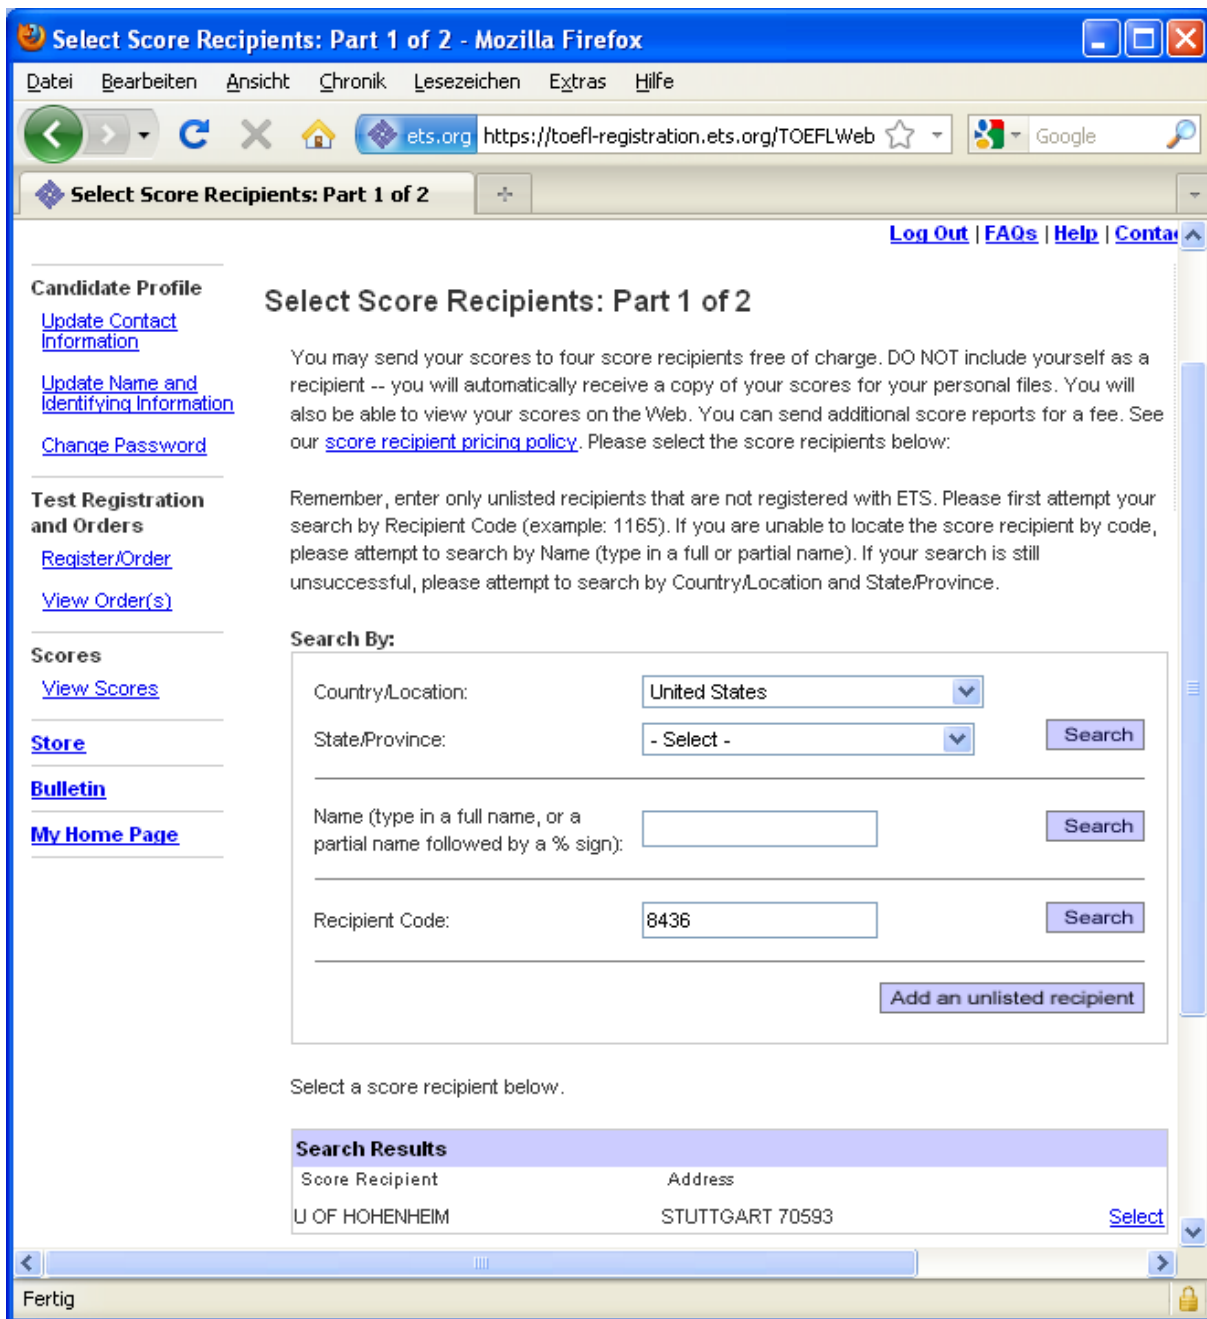 Select Score Recipients: Part 1 of 2 - Mozilla Firefox
Datei Bearbeiten Ansicht Chronik Lesezeichen Extras Hilfe
ets.org https://toefl-registration.ets.org/TOEFLWeb Google
Select Score Recipients: Part 1 of 2
Log Out | FAQs | Help | Conta
Candidate Profile
Update Contact
Information
Update Name and
Identifying Information
Change Password
Test Registration
and Orders
Register/Order
View Order(s)
Scores
View Scores
Store
Bulletin
My Home Page
Select Score Recipients: Part 1 of 2
You may send your scores to four score recipients free of charge. DO NOT include yourself as a
recipient -- you will automatically receive a copy of your scores for your personal files. You will
also be able to view your scores on the Web. You can send additional score reports for a fee. See
our score recipient pricing policy. Please select the score recipients below:
Remember, enter only unlisted recipients that are not registered with ETS. Please first attempt your
search by Recipient Code (example: 1165). If you are unable to locate the score recipient by code,
please attempt to search by Name (type in a full or partial name). If your search is still
unsuccessful, please attempt to search by Country/Location and State/Province.
Search By:
Country/Location: United States
State/Province: - Select - Search
Name (type in a full name, or a
partial name followed by a % sign): Search
Recipient Code: 8436 Search
Add an unlisted recipient
Select a score recipient below.
Search Results
Score Recipient Address
U OF HOHENHEIM STUTTGART 70593 Select
Fertig